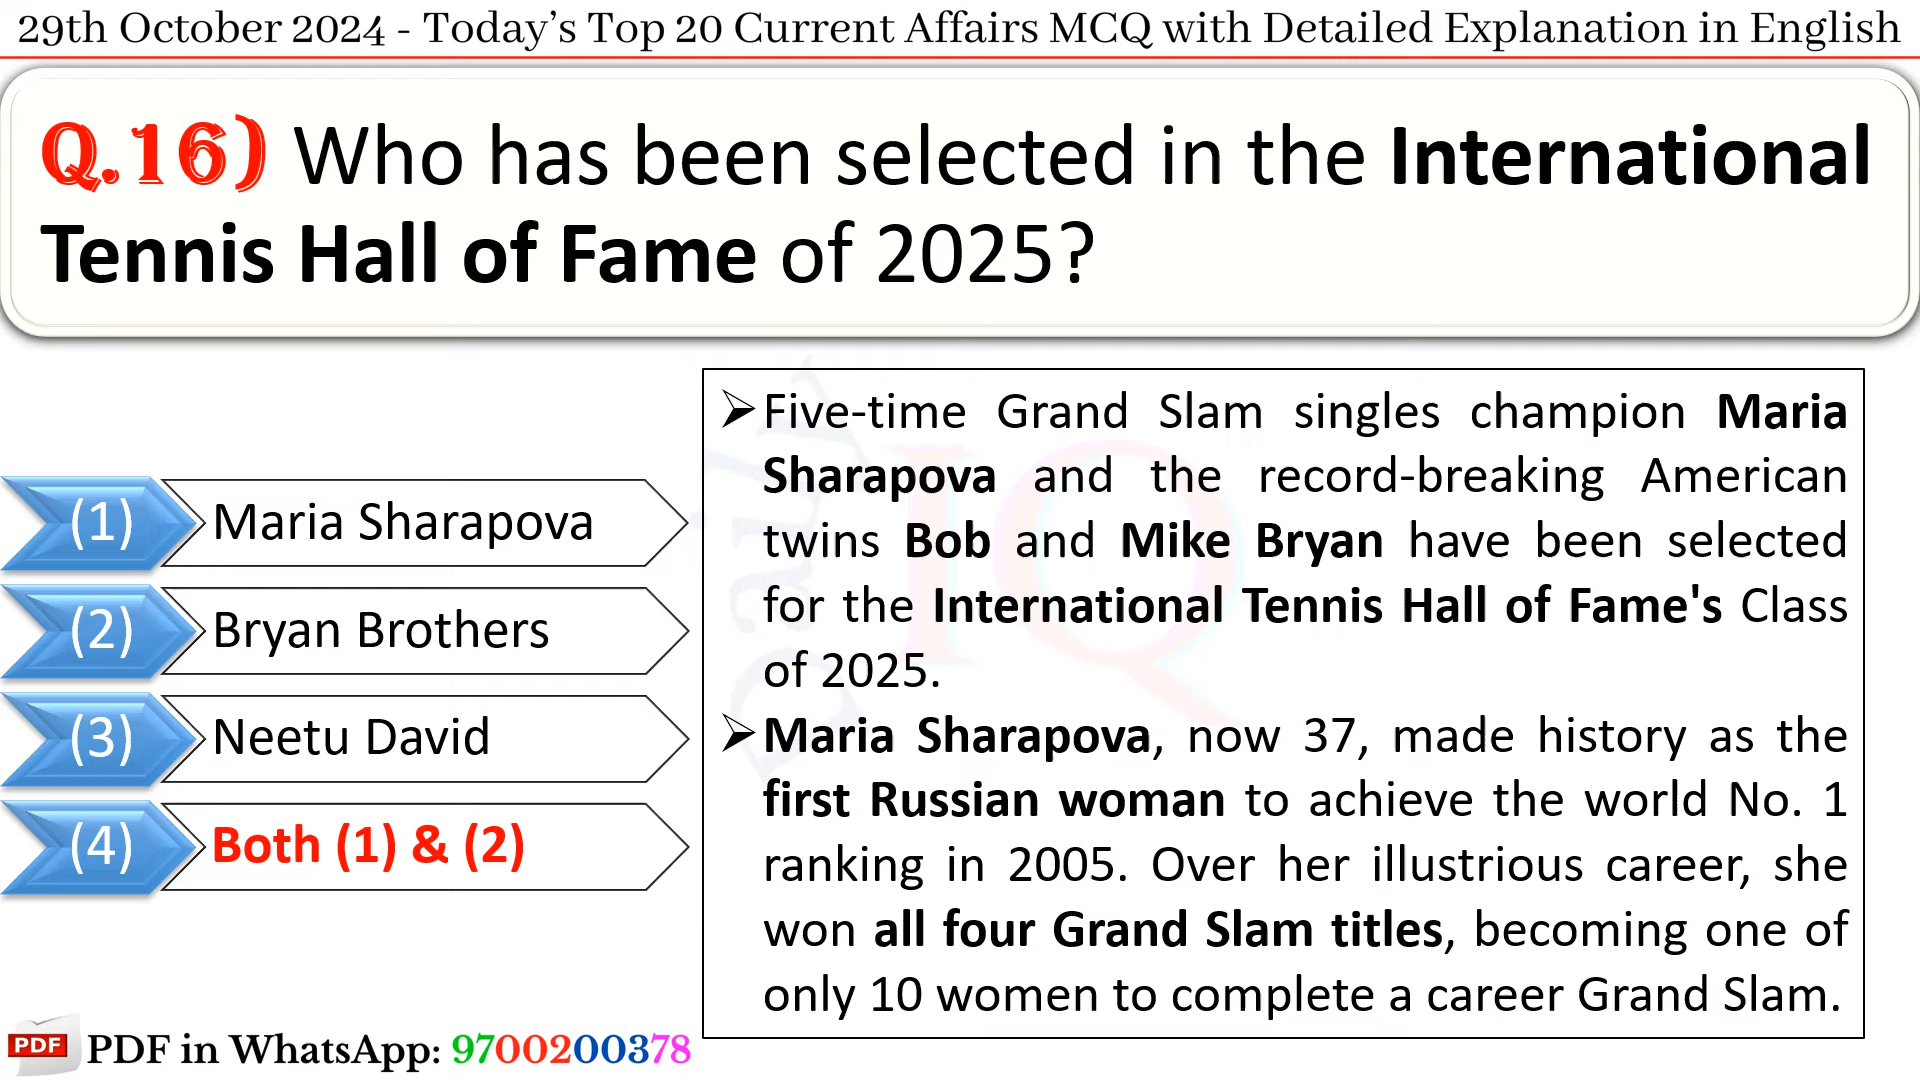 29th October 2024 - Today’s Top 20 Current Affairs MCQ with Detailed Explanation in English
Q.16) Who has been selected in the International
Tennis Hall of Fame of 2025?
(1) Maria Sharapova
(2) Bryan Brothers
(3) Neetu David
(4) Both (1) & (2)
➢Five-time Grand Slam singles champion Maria
Sharapova and the record-breaking American
twins Bob and Mike Bryan have been selected
for the International Tennis Hall of Fame's Class
of 2025.
➢Maria Sharapova, now 37, made history as the
first Russian woman to achieve the world No. 1
ranking in 2005. Over her illustrious career, she
won all four Grand Slam titles, becoming one of
only 10 women to complete a career Grand Slam.
Daily
IQ
PDF PDF in WhatsApp: 9700200378